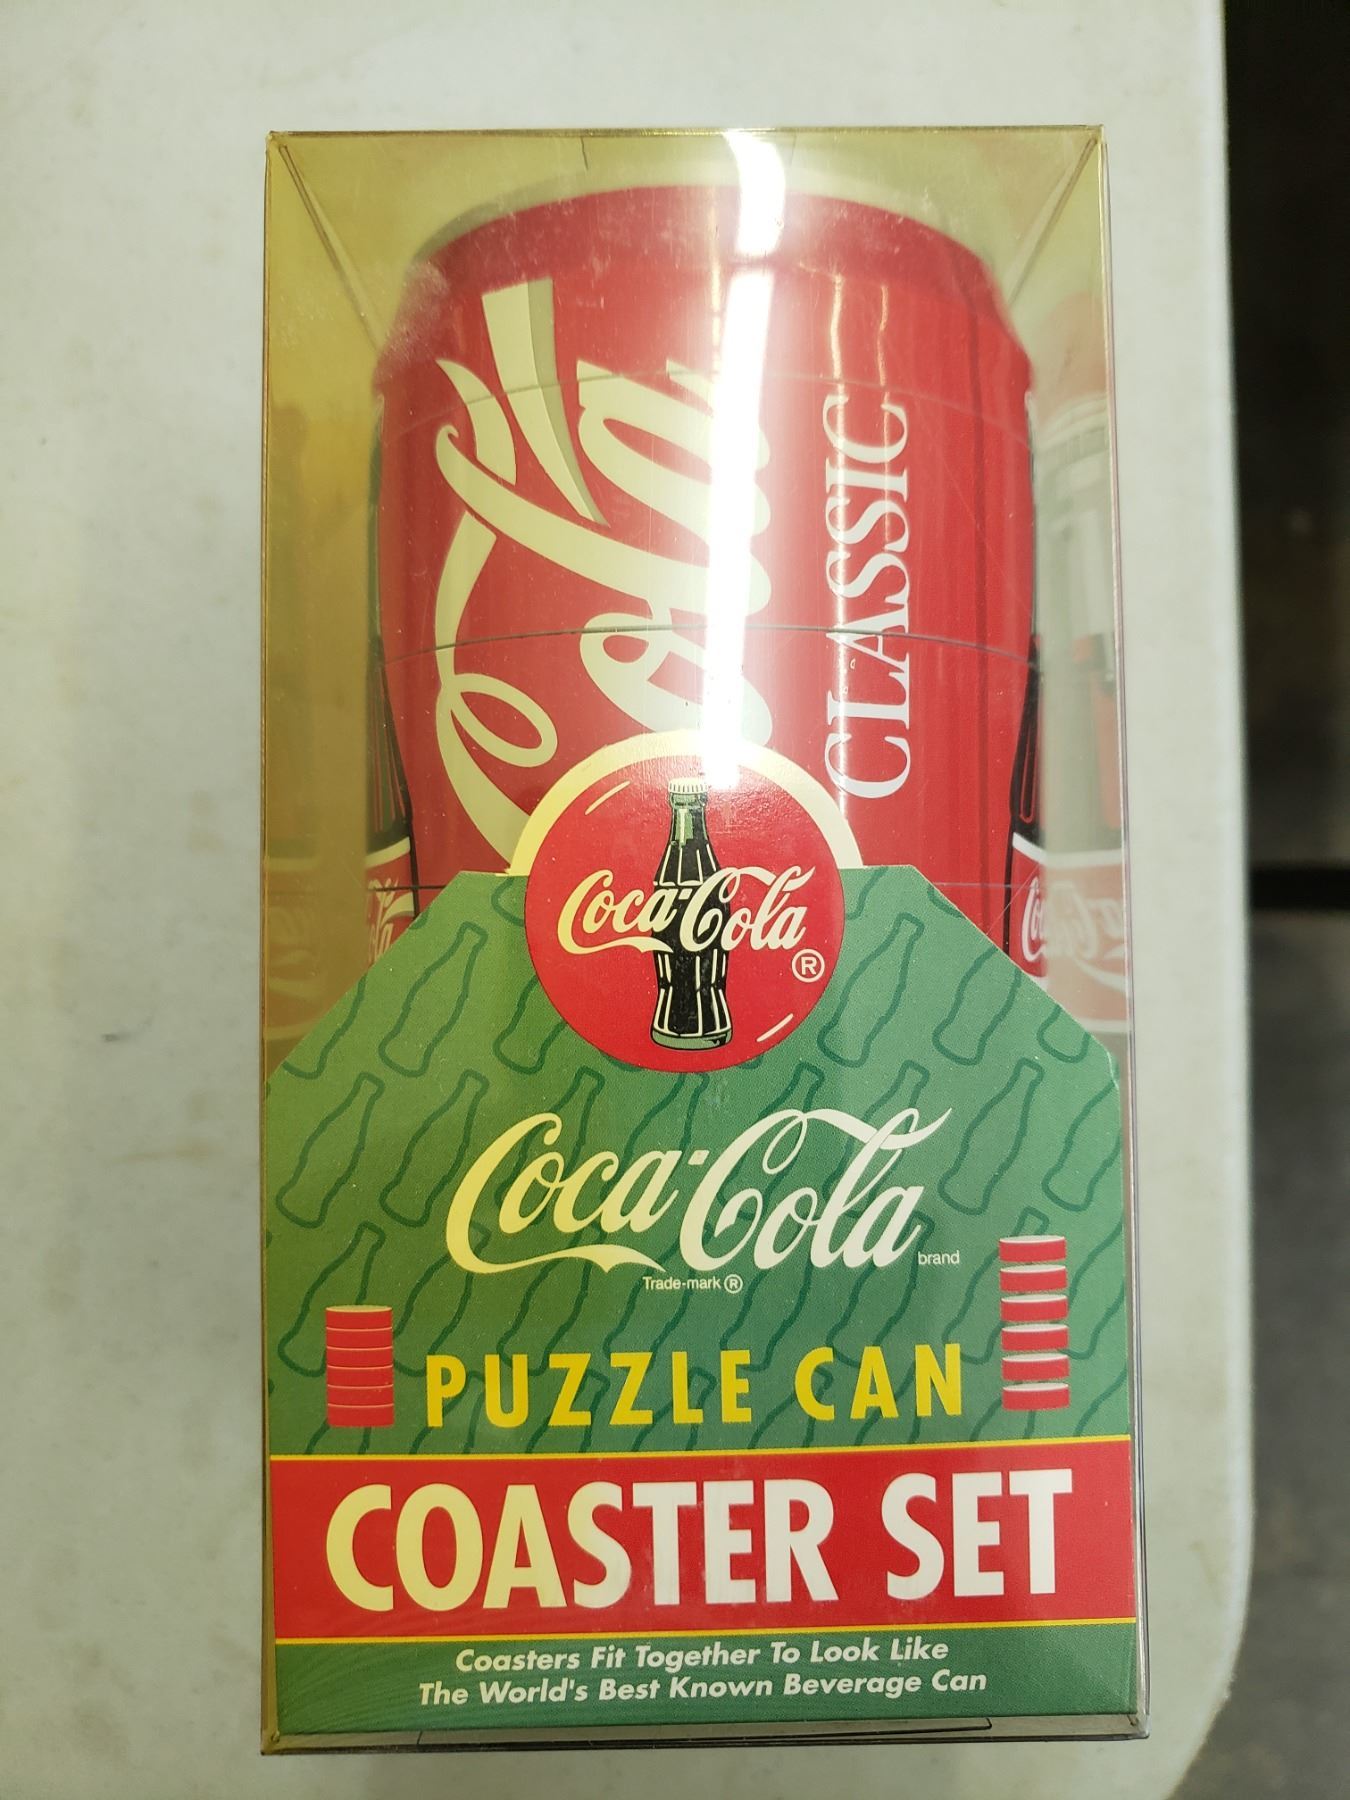 Cola
CLASSIC
Coca-Cola
®
Coca-Cola
brand
Trade-mark ®
PUZZLE CAN
COASTER SET
Coasters Fit Together To Look Like
The World's Best Known Beverage Can